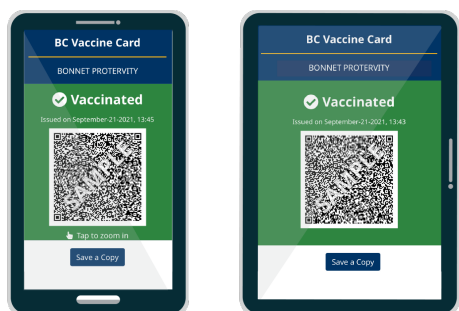 BC Vaccine Card
BONNET PROTERVITY
Vaccinated
Issued on September-21-2021, 13:45
SAMPLE
Tap to zoom in
Save a Copy
BC Vaccine Card
BONNET PROTERVITY
Vaccinated
Issued on September-21-2021, 13:43
SAMPLE
Save a Copy